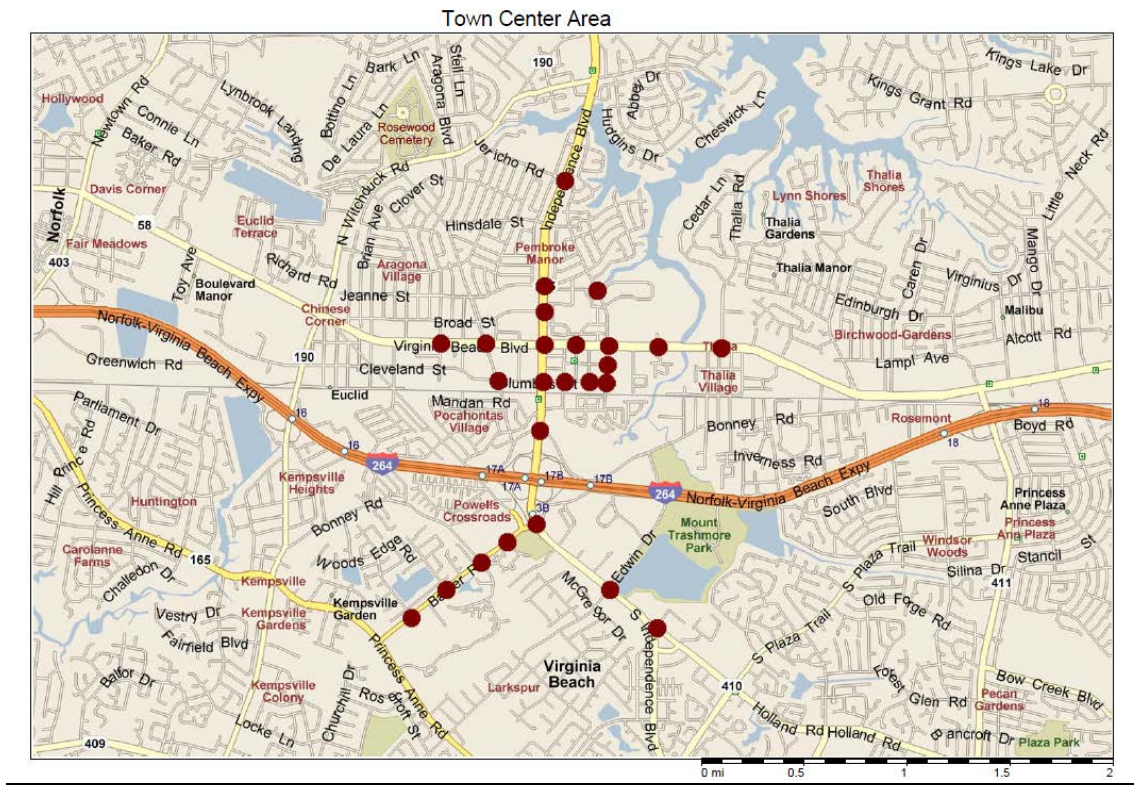 Town Center Area
Kings Lake Dr
Stell Ln
Aragona Blvd
Bark Ln
190
Abbey Dr
Kings Grant Rd
Hollywood
Newtown Rd
Lynbrook Landing
Bottino Ln
De Laura Ln
Cheswick Ln
Connie Ln
Baker Rd
Rosewood
Cemetery
Hudgins Dr
Independence Blvd
Little Neck Rd
Jericho Rd
N Witchduck Rd
Clover St
Davis Corner
Cedar Ln
Thalia Rd
Lynn Shores
Thalia
Shores
Norfolk
58
Euclid
Terrace
Brian Ave
Hinsdale St
Thalia
Gardens
Fair Meadows
403
Toy Ave
Richard Rd
Aragona
Village
Pembroke
Manor
Thalia Manor
Caren Dr
Virginius Dr
Mango Dr
Boulevard
Manor
Jeanne St
Edinburgh Dr
Malibu
Chinese
Corner
Broad St
Birchwood-Gardens
Alcott Rd
Norfolk-Virginia Beach Expy
Greenwich Rd
190
Virginia Beach Blvd
Lampl Ave
Cleveland St
Thalia
Village
Euclid
Mandan Rd
Pocahontas
Village
Parliament Dr
16
Bonney Rd
Rosemont
18
Boyd Rd
Hill Prince Rd
16
264
17A
17A
17B
17B
Inverness Rd
18
Norfolk-Virginia Beach Expy
264
Huntington
Kempsville
Heights
Princess Anne Rd
Bonney Rd
Powells
Crossroads
3B
South Blvd
Princess
Anne Plaza
Princess
Ann Plaza
Mount
Trashmore
Park
Carolanne
Farms
165
Woods Edge Rd
Edwin Dr
S Plaza Trail
Windsor
Woods
Stancil St
Silina Dr
Chalfedon Dr
Kempsville
McGregor Dr
411
Vestry Dr
Kempsville
Gardens
Kempsville
Garden
Old Forge Rd
Fairfield Blvd
S Plaza Trail
S Independence Blvd
Princess Anne Rd
Virginia
Beach
Balfor Dr
Kempsville
Colony
Churchill Dr
Larkspur
410
Forest Glen Rd
Pecan
Gardens
Bow Creek Blvd
Locke Ln
Holland Rd
Holland Rd
Bancroft Dr
Plaza Park
409
0 mi 0.5 1 1.5 2